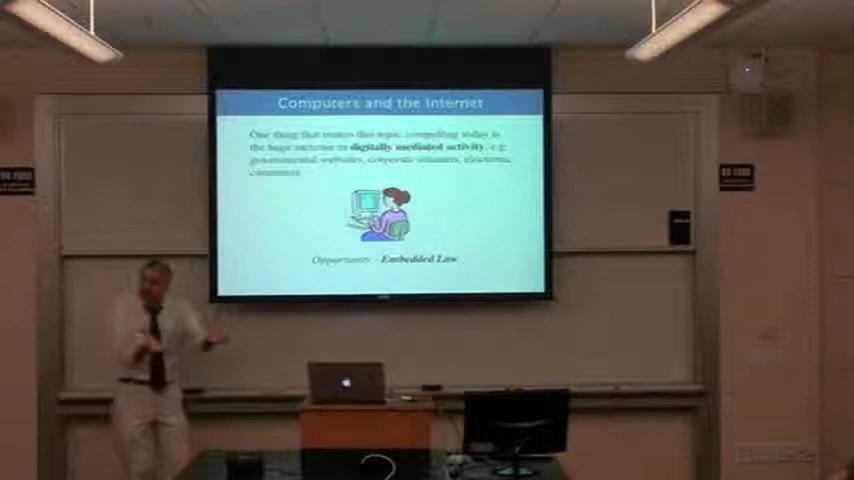 Computers and the Internet
One thing that makes this topic compelling today is
the huge increase in digitally mediated activity, e.g.
governmental websites, corporate intranets, electronic
commerce
Opportunity - Embedded Law